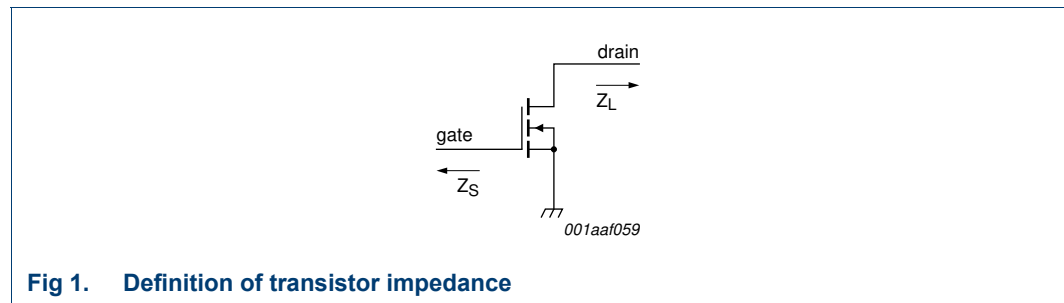 drain
Z_L
gate
Z_S
001aaf059
Fig 1. Definition of transistor impedance